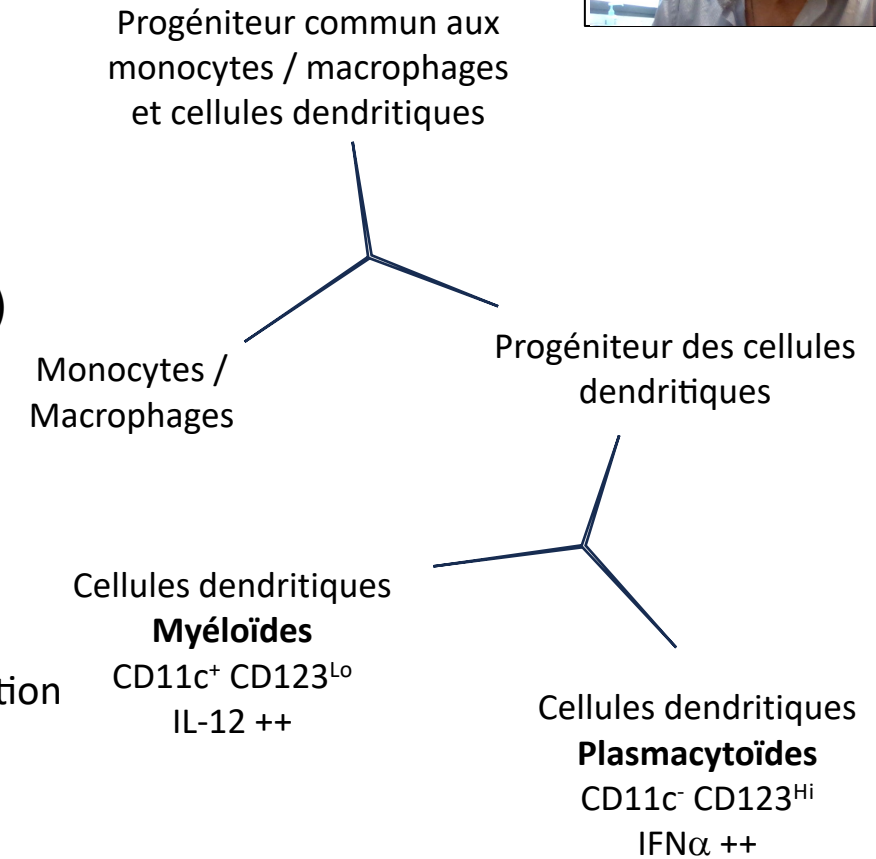 Progéniteur commun aux
monocytes / macrophages
et cellules dendritiques
)
Monocytes /
Macrophages
Progéniteur des cellules
dendritiques
Cellules dendritiques
Myéloïdes
CD11c⁺ CD123ᴸᵒ
IL-12 ++
tion
Cellules dendritiques
Plasmacytoïdes
CD11c⁻ CD123ᴴⁱ
IFNα ++